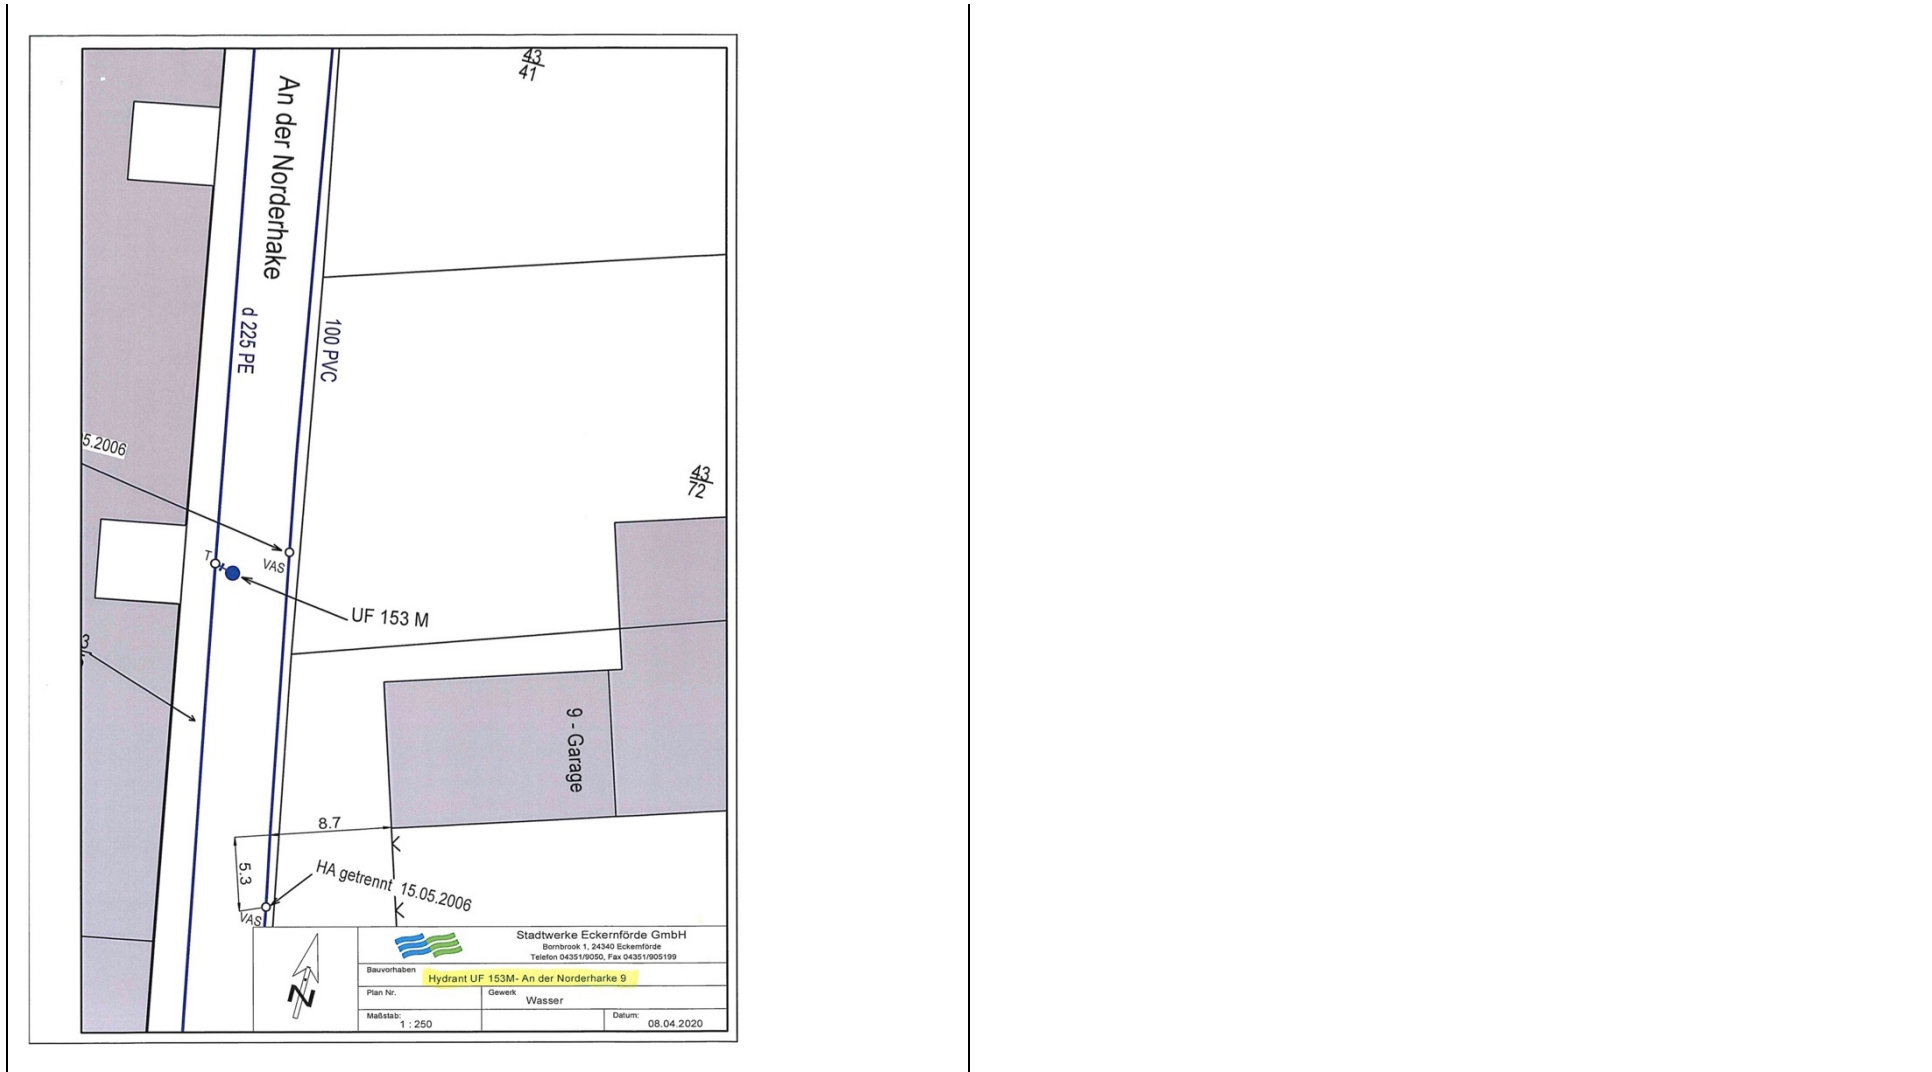 43
41
An der Norderhake
d 225 PE
100 PVC
5.2006
43
72
T
VAS
UF 153 M
3
9 - Garage
8.7
5.3
HA getrennt 15.05.2006
VAS
N
Stadtwerke Eckernförde GmbH
Bornbrook 1, 24340 Eckernförde
Telefon 04351/9050, Fax 04351/905199
Bauvorhaben
Hydrant UF 153M- An der Norderharke 9
Plan Nr.
Gewerk
Wasser
Maßstab:
1 : 250
Datum:
08.04.2020